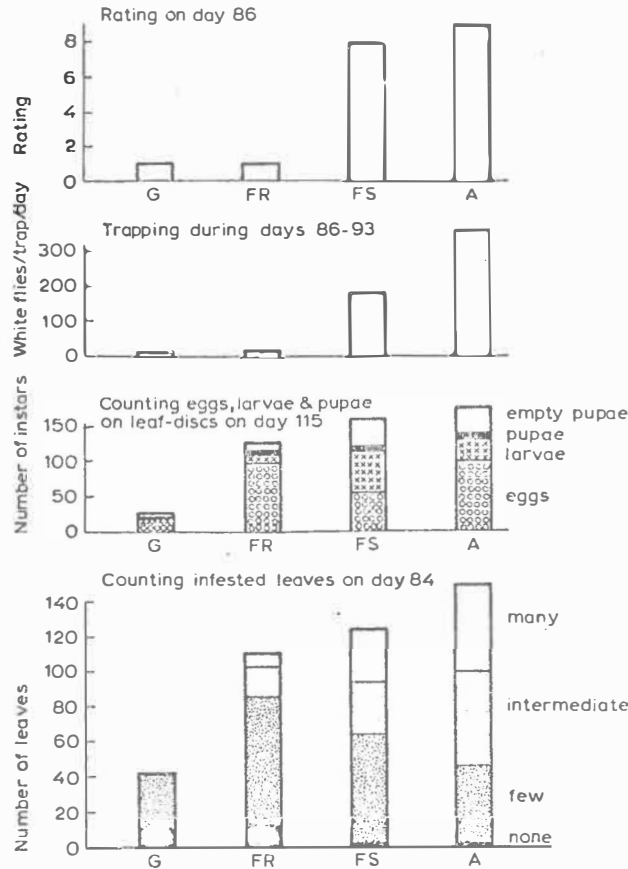 Rating on day 86
Rating
8
6
4
2
0
G FR FS A
Trapping during days 86-93
White flies/trap/day
300
200
100
0
Counting eggs, larvae & pupae
on leaf-discs on day 115
Number of instars
150
100
50
0
empty pupae
pupae
larvae
eggs
G FR FS A
Counting infested leaves on day 84
Number of leaves
140
120
100
80
60
40
20
0
many
intermediate
few
none
G FR FS A